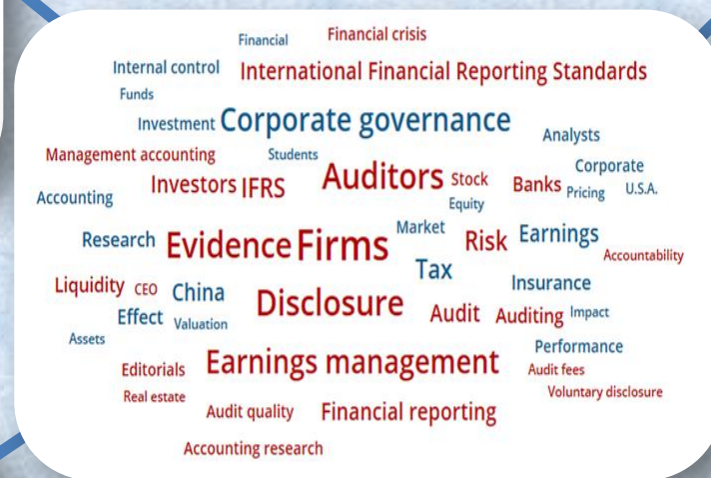 Financial Financial crisis
Internal control International Financial Reporting Standards
Funds
Investment Corporate governance Analysts
Management accounting Students Corporate
Accounting Investors IFRS Auditors Stock Banks Pricing U.S.A.
Equity
Research Evidence Firms Market Risk Earnings
Accountability
Tax
Liquidity CEO China Insurance
Effect Valuation Disclosure Audit Auditing Impact
Assets
Performance
Editorials Earnings management Audit fees
Real estate Voluntary disclosure
Audit quality Financial reporting
Accounting research